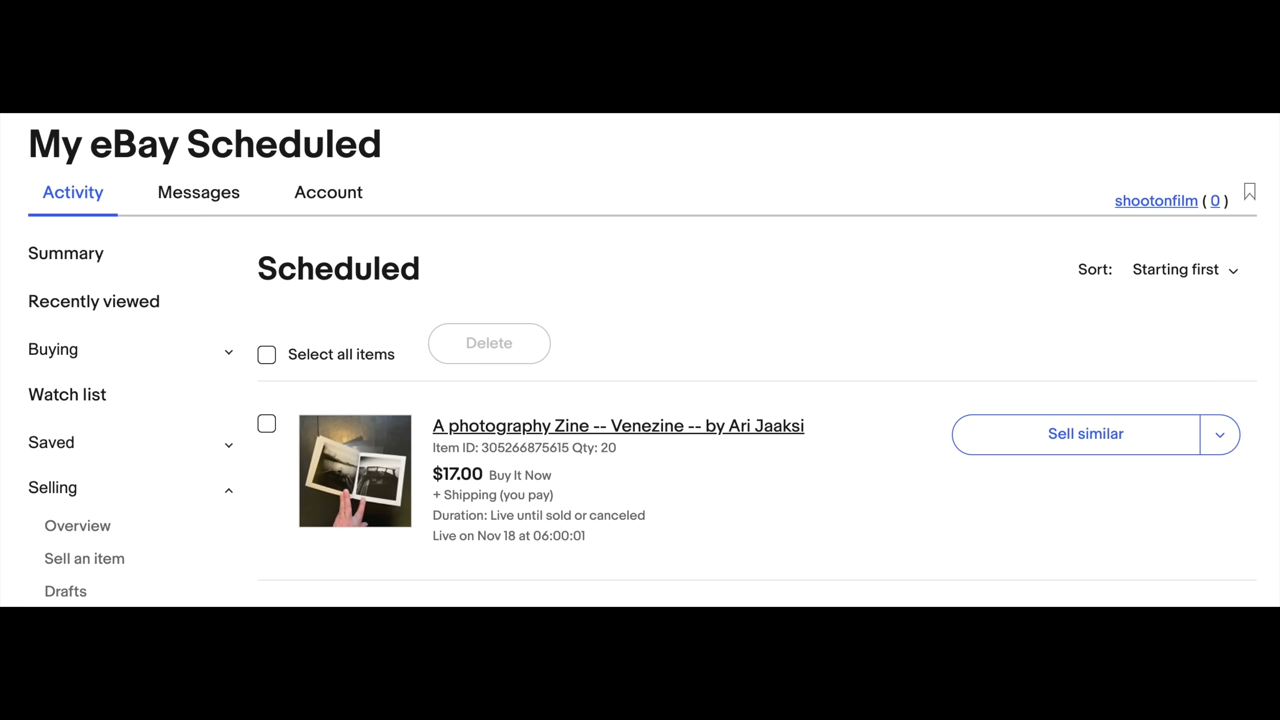 My eBay Scheduled
Activity Messages Account
shootonfilm ( 0 )
Summary
Recently viewed
Buying
Watch list
Saved
Selling
Overview
Sell an item
Drafts
Scheduled
Sort: Starting first
Select all items
Delete
A photography Zine -- Venezine -- by Ari Jaaksi
Item ID: 305266875615 Qty: 20
$17.00 Buy It Now
+ Shipping (you pay)
Duration: Live until sold or canceled
Live on Nov 18 at 06:00:01
Sell similar